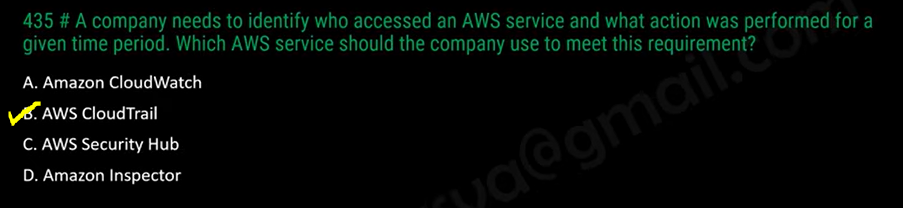 435 # A company needs to identify who accessed an AWS service and what action was performed for a
given time period. Which AWS service should the company use to meet this requirement?
A. Amazon CloudWatch
B. AWS CloudTrail
C. AWS Security Hub
D. Amazon Inspector